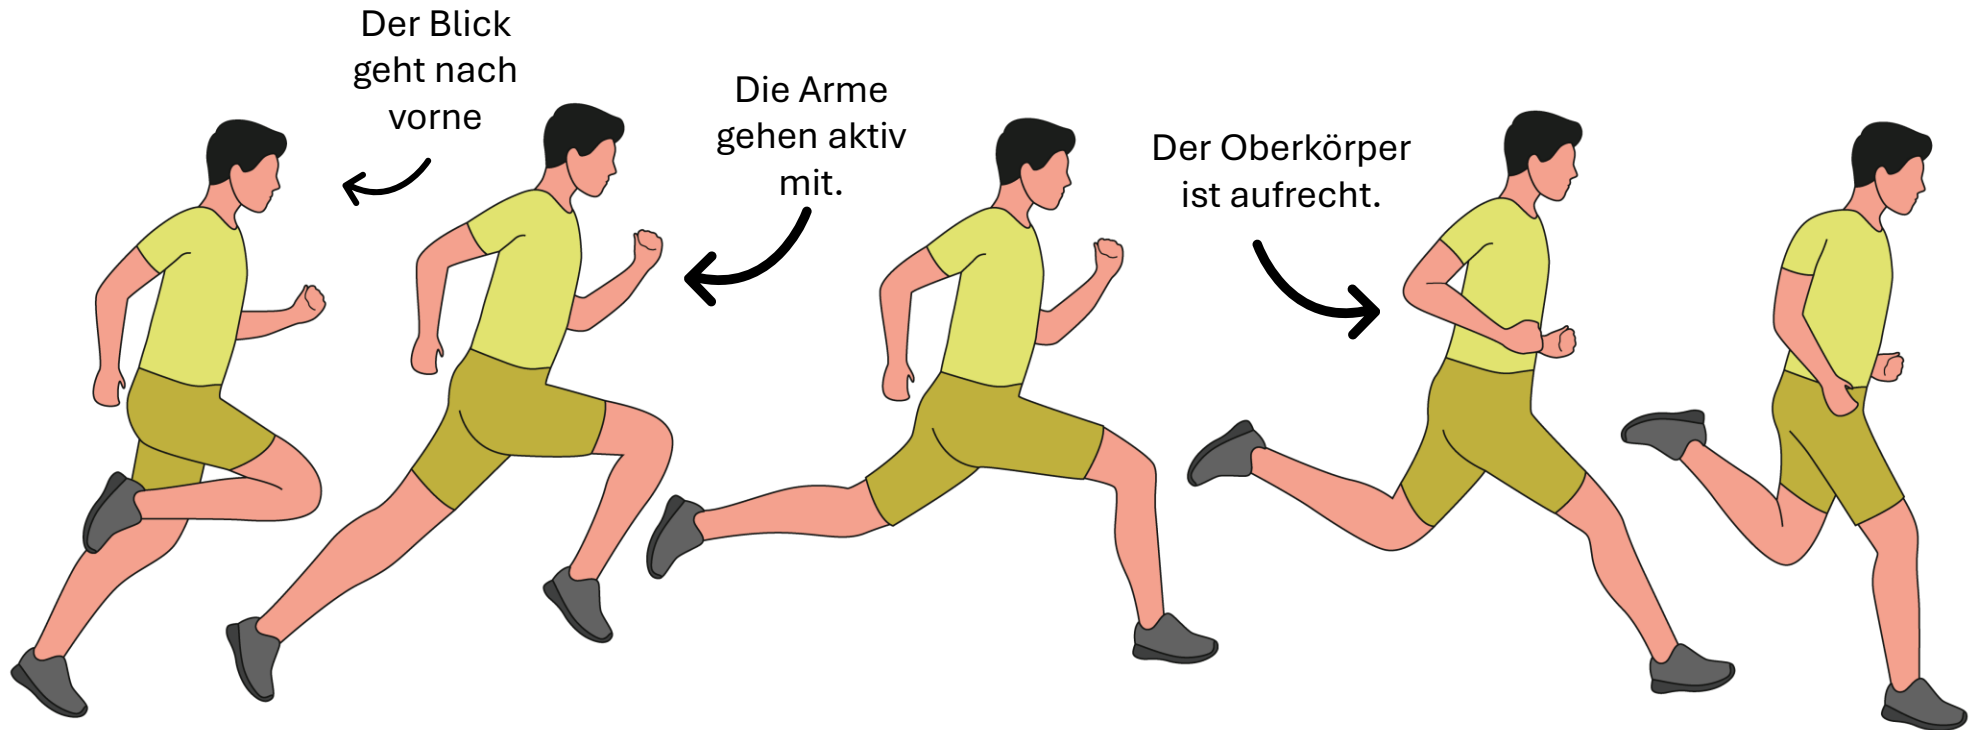 Der Blick
geht nach
vorne
Die Arme
gehen aktiv
mit.
Der Oberkörper
ist aufrecht.